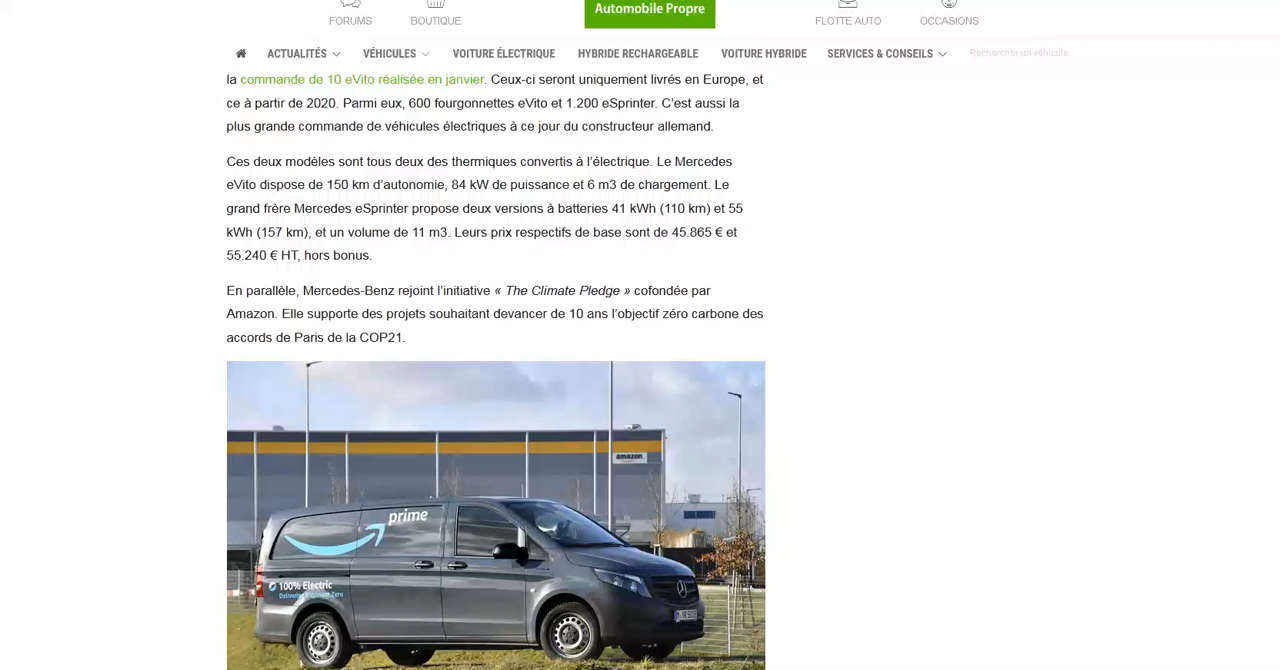 Automobile Propre
FORUMS
BOUTIQUE
FLOTTE AUTO
OCCASIONS
ACTUALITÉS
VÉHICULES
VOITURE ÉLECTRIQUE
HYBRIDE RECHARGEABLE
VOITURE HYBRIDE
SERVICES & CONSEILS
Rechercher un véhicule
la commande de 10 eVito réalisée en janvier. Ceux-ci seront uniquement livrés en Europe, et
ce à partir de 2020. Parmi eux, 600 fourgonnettes eVito et 1.200 eSprinter. C’est aussi la
plus grande commande de véhicules électriques à ce jour du constructeur allemand.
Ces deux modèles sont tous deux des thermiques convertis à l’électrique. Le Mercedes
eVito dispose de 150 km d’autonomie, 84 kW de puissance et 6 m3 de chargement. Le
grand frère Mercedes eSprinter propose deux versions à batteries 41 kWh (110 km) et 55
kWh (157 km), et un volume de 11 m3. Leurs prix respectifs de base sont de 45.865 € et
55.240 € HT, hors bonus.
En parallèle, Mercedes-Benz rejoint l’initiative « The Climate Pledge » cofondée par
Amazon. Elle supporte des projets souhaitant devancer de 10 ans l’objectif zéro carbone des
accords de Paris de la COP21.
amazon
prime
100% Electric
Delivering Shipment Zero